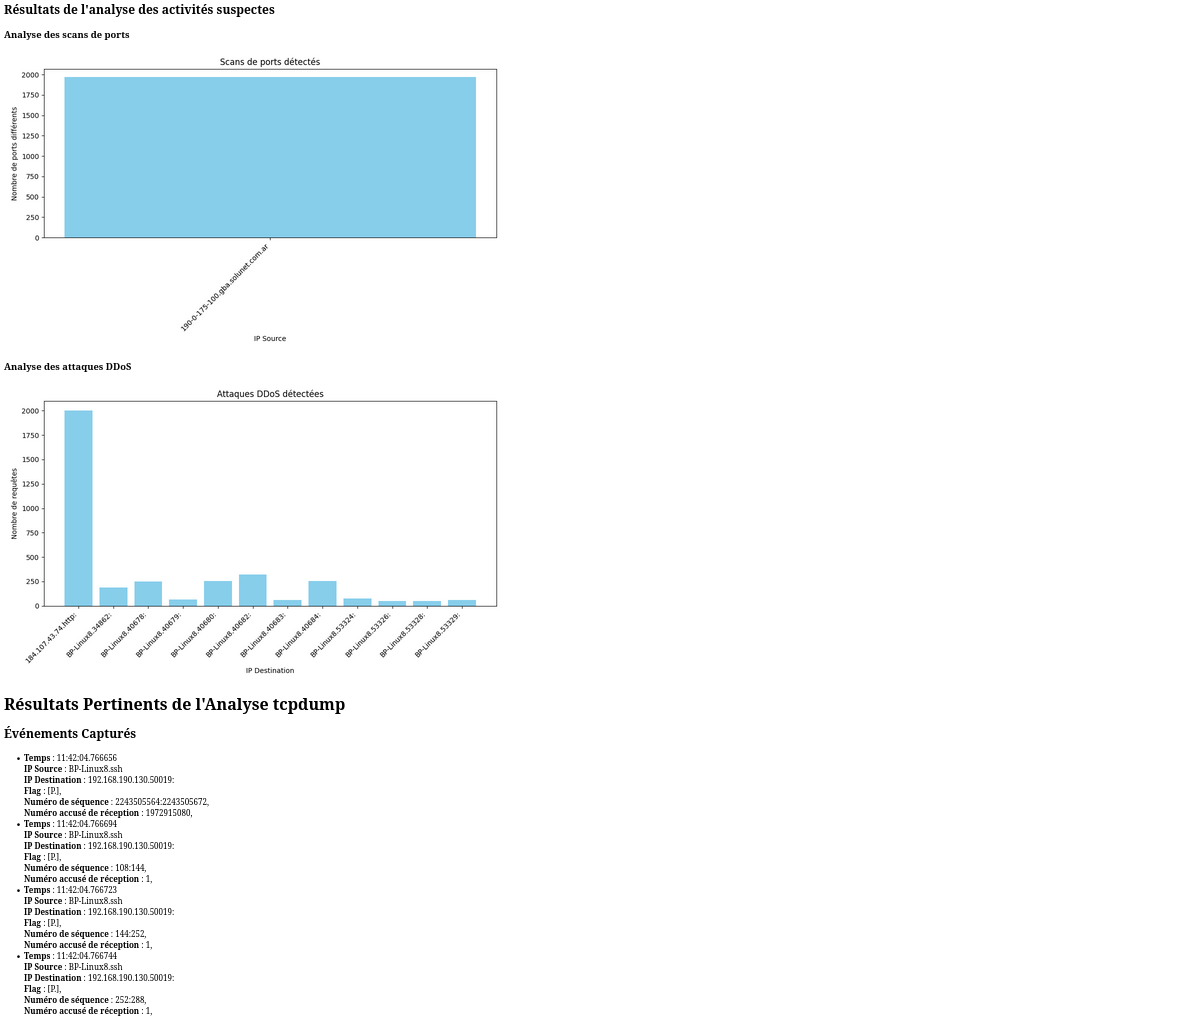 Résultats de l'analyse des activités suspectes
Analyse des scans de ports
Scans de ports détectés
2000
1750
1500
1250
1000
750
500
250
0
Nombre de ports différents
190-0-175-100.gba.solunet.com.ar
IP Source
Analyse des attaques DDoS
Attaques DDoS détectées
2000
1750
1500
1250
1000
750
500
250
0
Nombre de requêtes
184.107.43.74.http:
BP-Linux8.34862:
BP-Linux8.40678:
BP-Linux8.40679:
BP-Linux8.40680:
BP-Linux8.40682:
BP-Linux8.40683:
BP-Linux8.40684:
BP-Linux8.53324:
BP-Linux8.53326:
BP-Linux8.53328:
BP-Linux8.53329:
IP Destination
Résultats Pertinents de l'Analyse tcpdump
Événements Capturés
• Temps : 11:42:04.766656
IP Source : BP-Linux8.ssh
IP Destination : 192.168.190.130.50019:
Flag : [P.],
Numéro de séquence : 2243505564:2243505672,
Numéro accusé de réception : 1972915080,
• Temps : 11:42:04.766694
IP Source : BP-Linux8.ssh
IP Destination : 192.168.190.130.50019:
Flag : [P.],
Numéro de séquence : 108:144,
Numéro accusé de réception : 1,
• Temps : 11:42:04.766723
IP Source : BP-Linux8.ssh
IP Destination : 192.168.190.130.50019:
Flag : [P.],
Numéro de séquence : 144:252,
Numéro accusé de réception : 1,
• Temps : 11:42:04.766744
IP Source : BP-Linux8.ssh
IP Destination : 192.168.190.130.50019:
Flag : [P.],
Numéro de séquence : 252:288,
Numéro accusé de réception : 1,